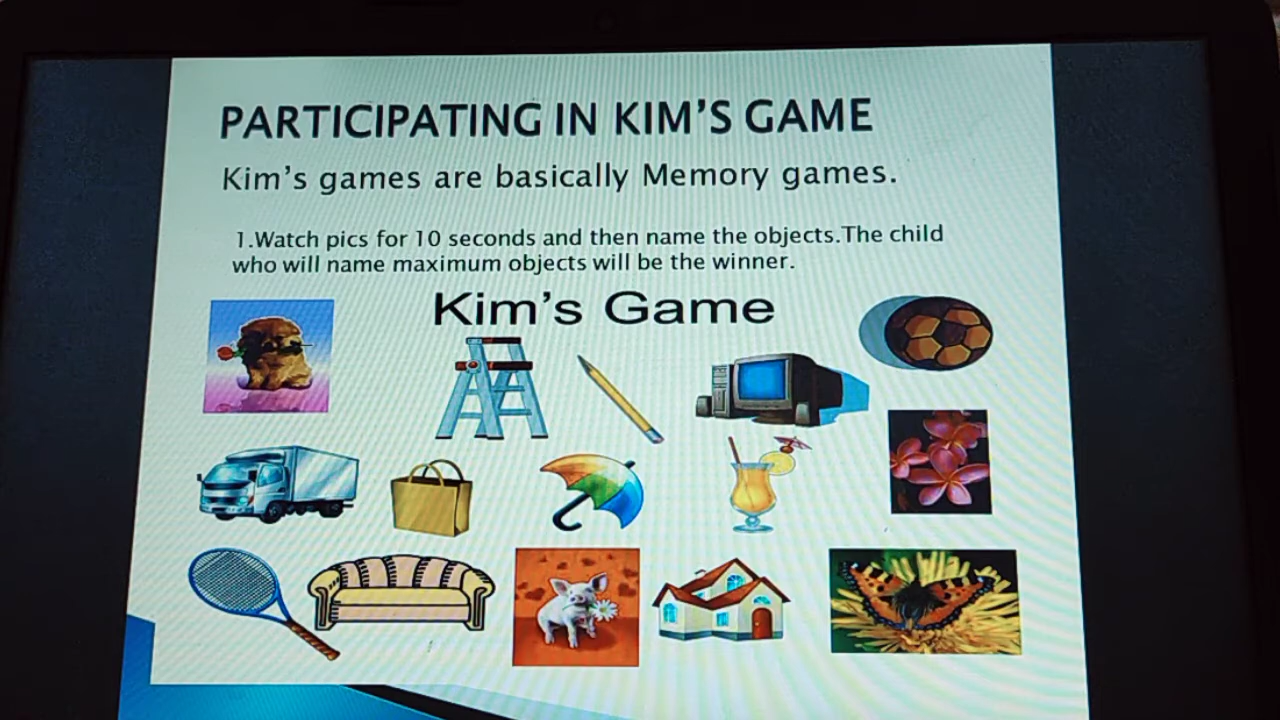 PARTICIPATING IN KIM'S GAME
Kim's games are basically Memory games.
1.Watch pics for 10 seconds and then name the objects.The child
who will name maximum objects will be the winner.
Kim's Game